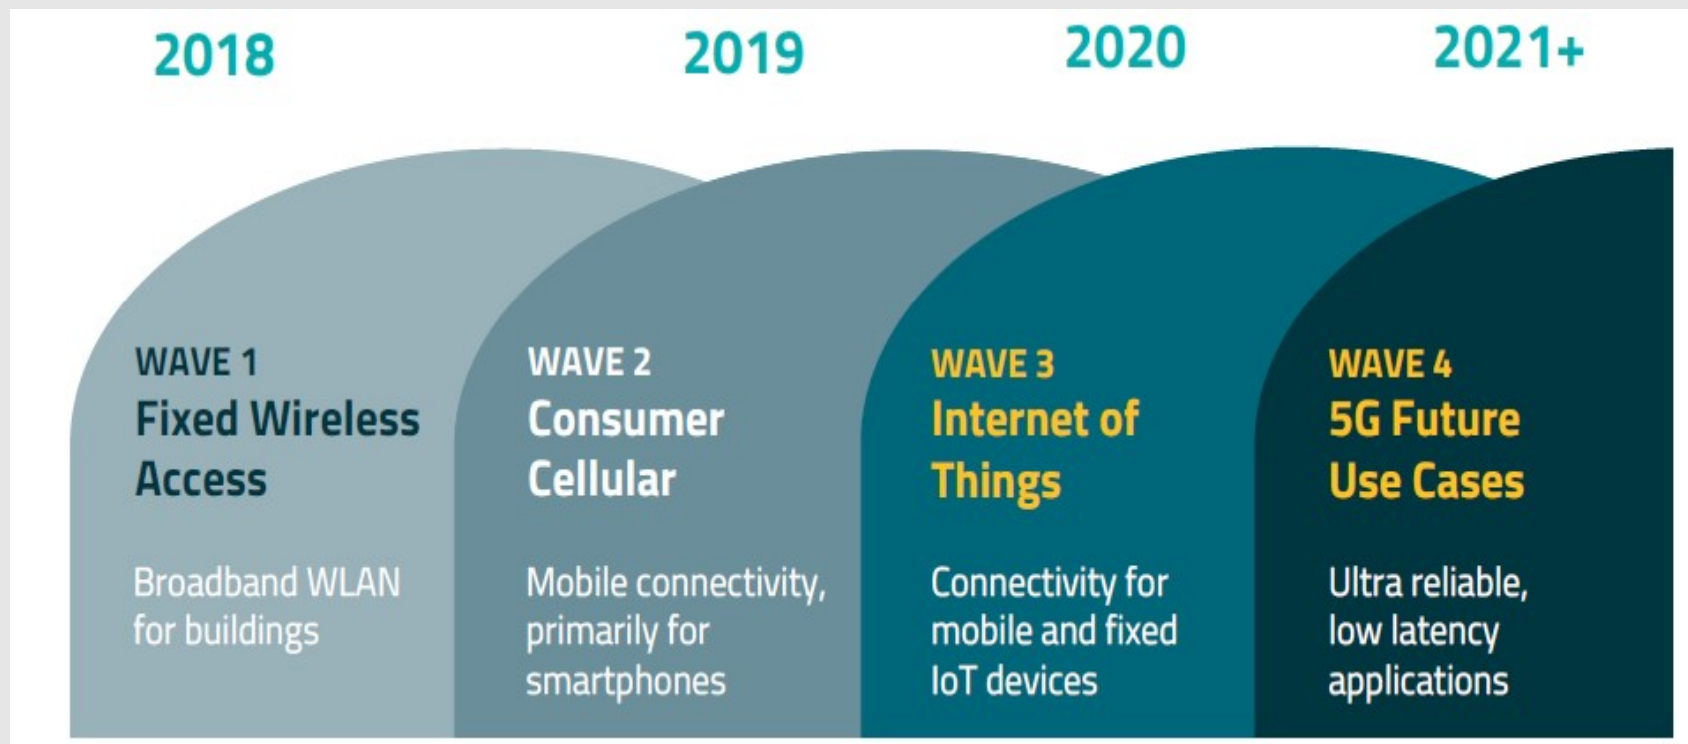 2018
2019
2020
2021+
WAVE 1
Fixed Wireless
Access
Broadband WLAN
for buildings
WAVE 2
Consumer
Cellular
Mobile connectivity,
primarily for
smartphones
WAVE 3
Internet of
Things
Connectivity for
mobile and fixed
IoT devices
WAVE 4
5G Future
Use Cases
Ultra reliable,
low latency
applications